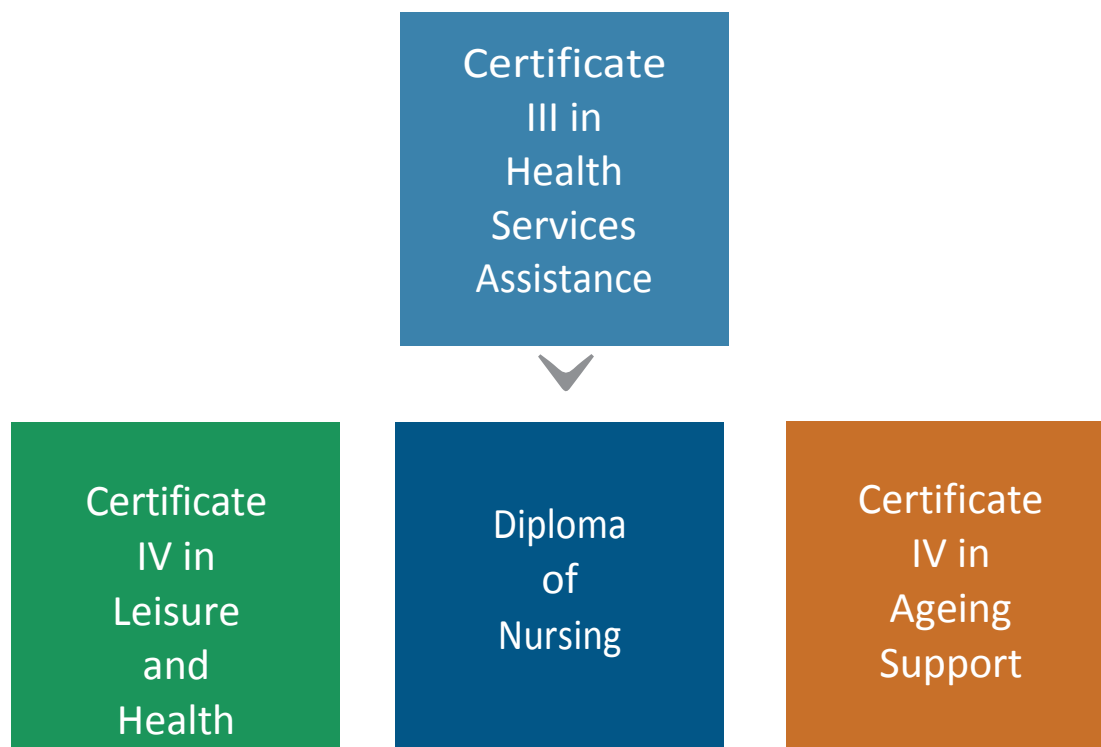 Certificate
III in
Health
Services
Assistance
Certificate
IV in
Leisure
and
Health
Diploma
of
Nursing
Certificate
IV in
Ageing
Support